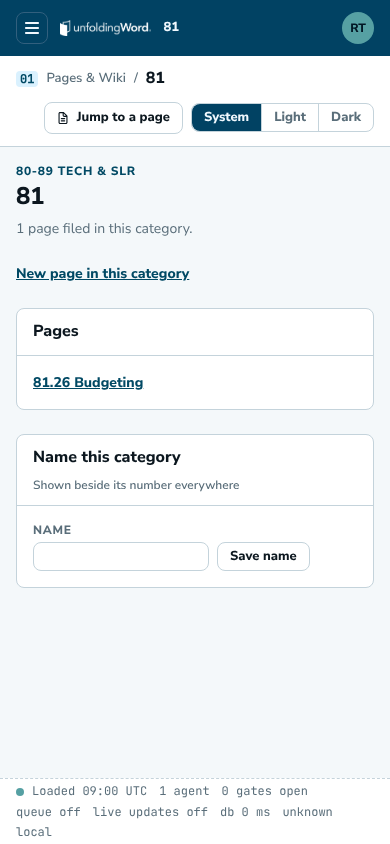 unfoldingWord. 81 RT
01 Pages & Wiki / 81
Jump to a page System Light Dark
80-89 TECH & SLR
81
1 page filed in this category.
New page in this category
Pages
81.26 Budgeting
Name this category
Shown beside its number everywhere
NAME
Save name
Loaded 09:00 UTC 1 agent 0 gates open
queue off live updates off db 0 ms unknown
local